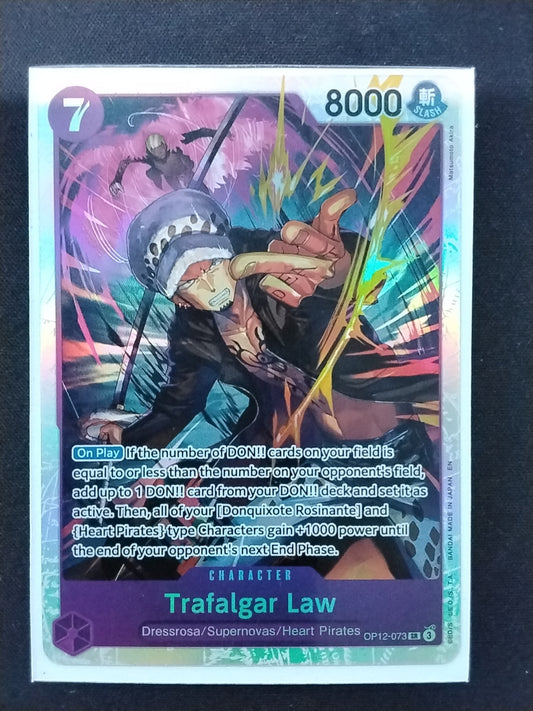 7
8000
斬
SLASH
Matsumoto Akira
On Play If the number of DON!! cards on your field is
equal to or less than the number on your opponent's field,
add up to 1 DON!! card from your DON!! deck and set it as
active. Then, all of your [Donquixote Rosinante] and
{Heart Pirates} type Characters gain +1000 power until
the end of your opponent's next End Phase.
CHARACTER
Trafalgar Law
Dressrosa/Supernovas/Heart Pirates
OP12-073 SR 3
BANDAI MADE IN JAPAN EN